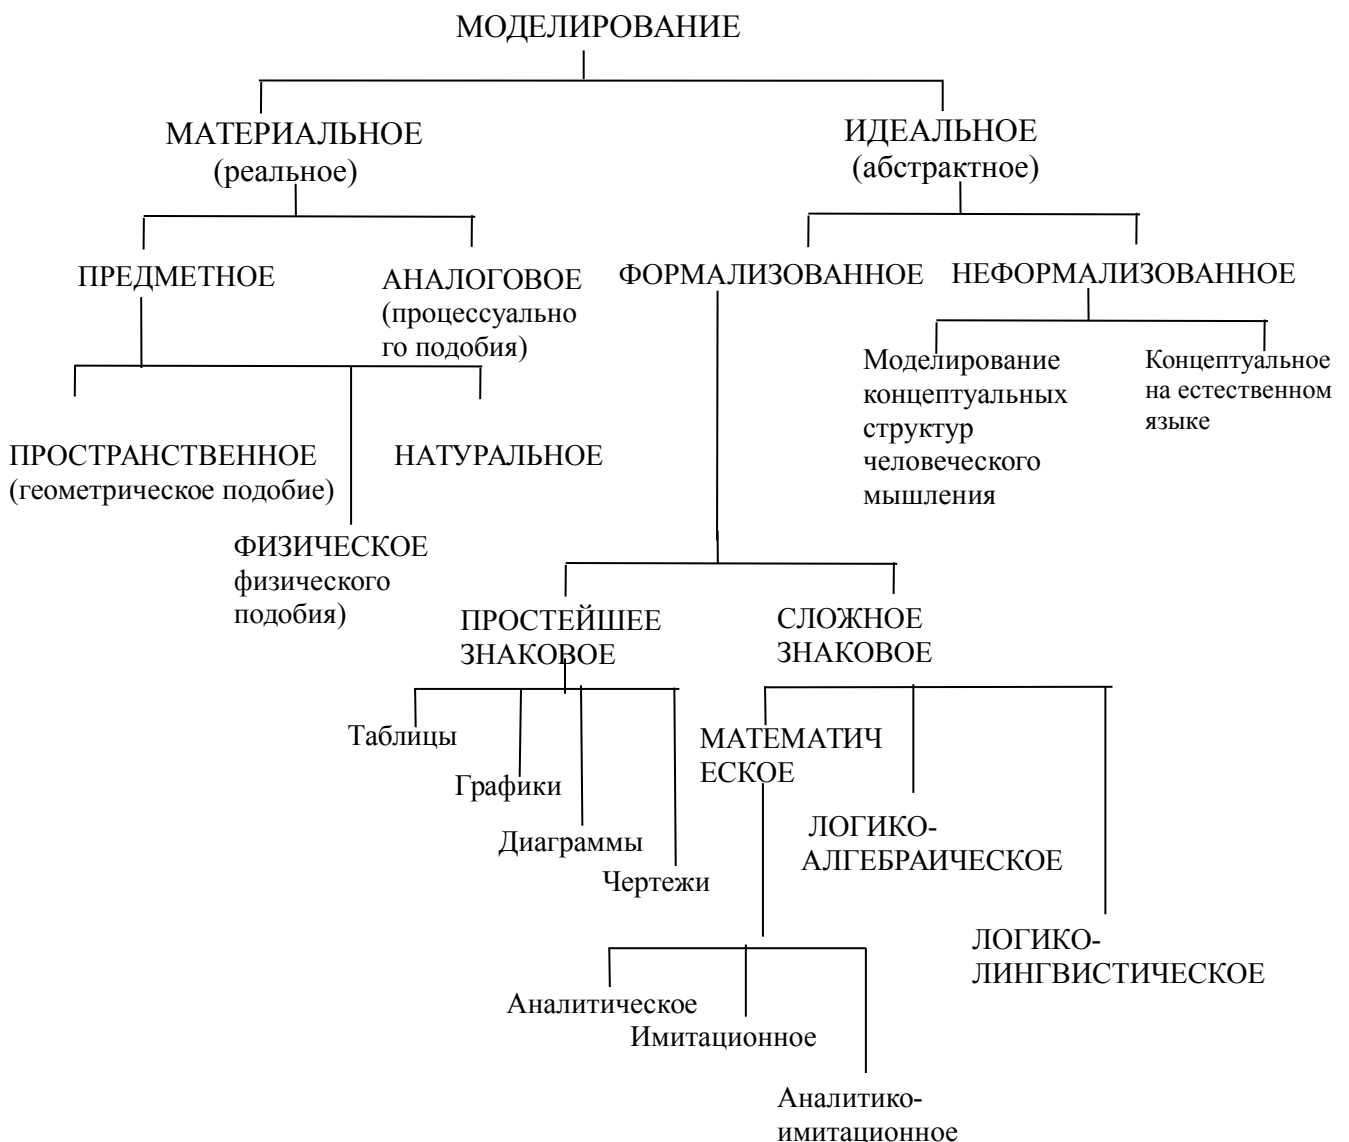 МОДЕЛИРОВАНИЕ
МАТЕРИАЛЬНОЕ
(реальное)
ИДЕАЛЬНОЕ
(абстрактное)
ПРЕДМЕТНОЕ
АНАЛОГОВОЕ
(процессуально
го подобия)
ФОРМАЛИЗОВАННОЕ
НЕФОРМАЛИЗОВАННОЕ
Моделирование
концептуальных
структур
человеческого
мышления
Концептуальное
на естественном
языке
ПРОСТРАНСТВЕННОЕ
(геометрическое подобие)
НАТУРАЛЬНОЕ
ФИЗИЧЕСКОЕ
физического
подобия)
ПРОСТЕЙШЕЕ
ЗНАКОВОЕ
СЛОЖНОЕ
ЗНАКОВОЕ
Таблицы
Графики
Диаграммы
Чертежи
МАТЕМАТИЧ
ЕСКОЕ
ЛОГИКО-
АЛГЕБРАИЧЕСКОЕ
ЛОГИКО-
ЛИНГВИСТИЧЕСКОЕ
Аналитическое
Имитационное
Аналитико-
имитационное